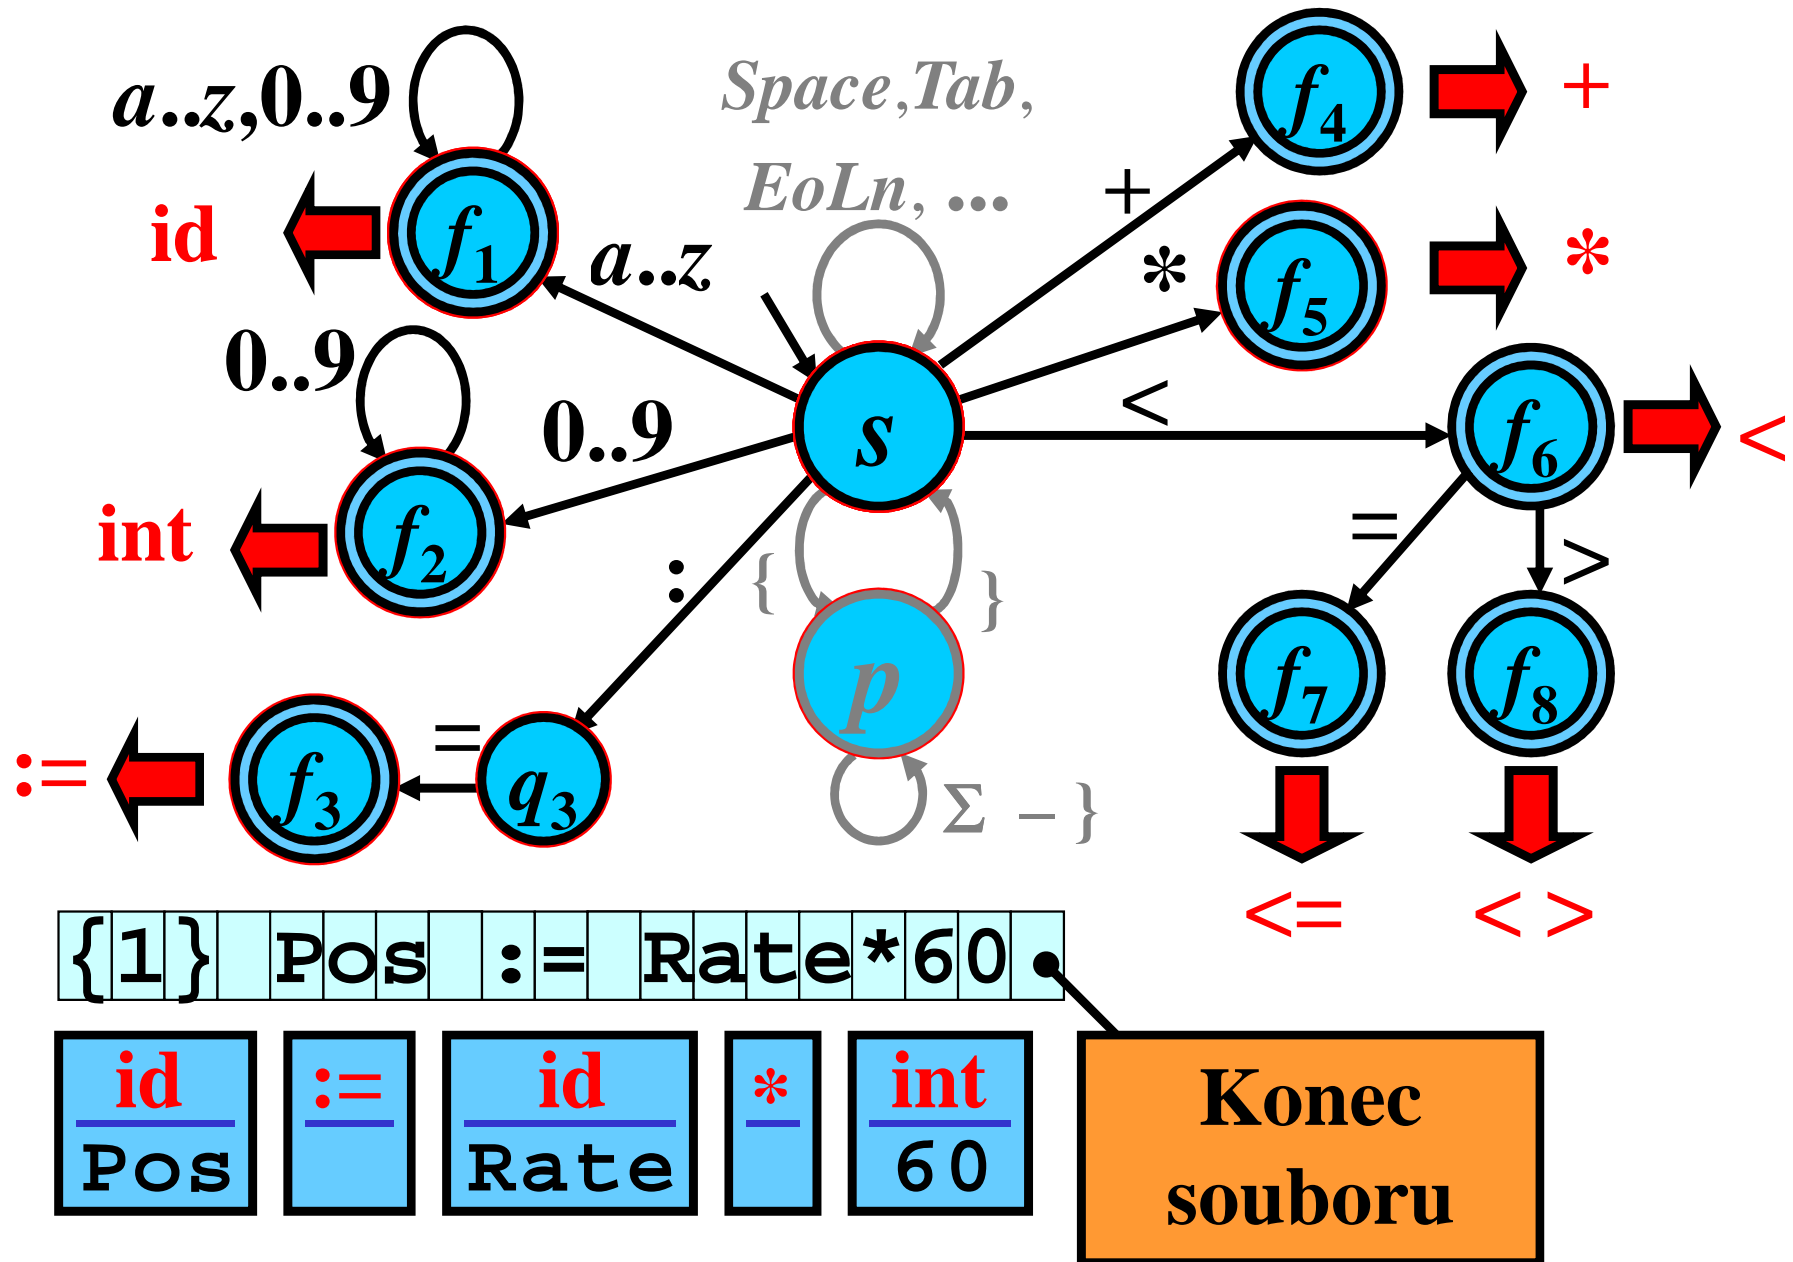 a..z,0..9
Space,Tab,
EoLn, ...
+
f4
+
id
f1
a..z
*
f5
*
0..9
0..9
s
<
f6
<
int
f2
:
{
}
=
>
p
f7
f8
:=
f3
=
q3
Σ – }
<=
< >
{1} Pos := Rate*60
id
:=
id
*
int
Pos
Rate
60
Konec
souboru